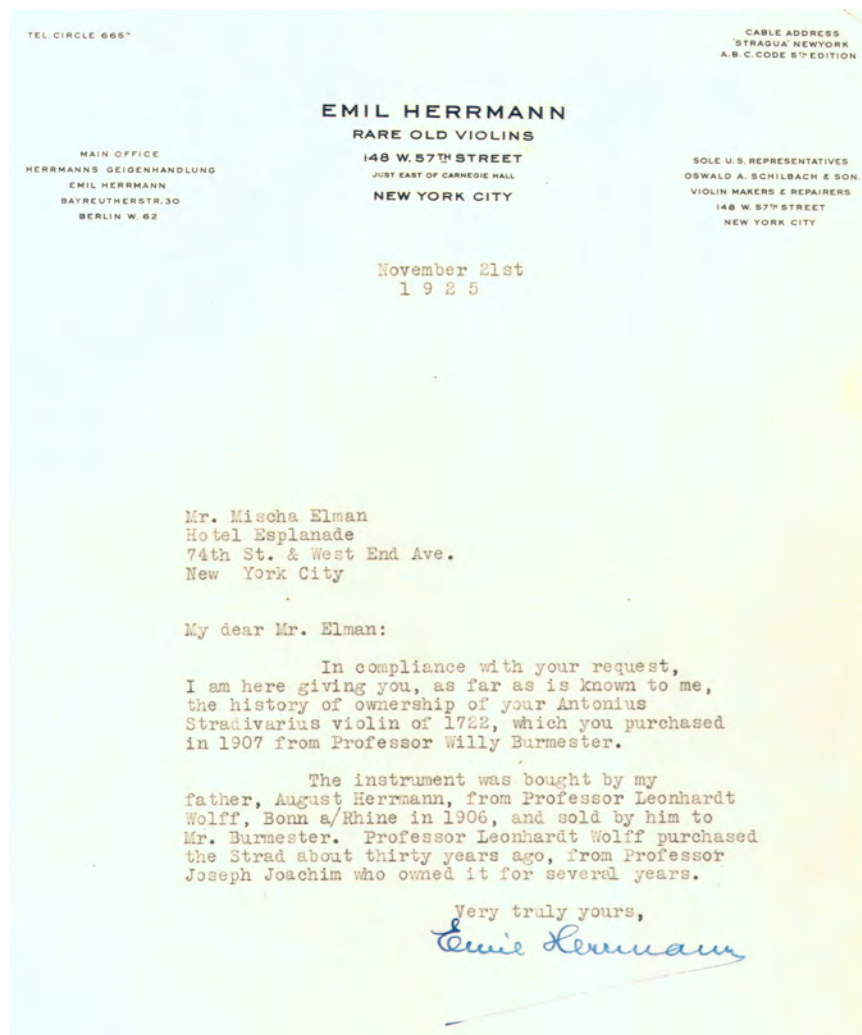 TEL. CIRCLE 6657
CABLE ADDRESS
"STRAGUA" NEWYORK
A.B.C. CODE 5TH EDITION
EMIL HERRMANN
RARE OLD VIOLINS
148 W. 57TH STREET
JUST EAST OF CARNEGIE HALL
NEW YORK CITY
MAIN OFFICE
HERRMANNS GEIGENHANDLUNG
EMIL HERRMANN
BAYREUTHERSTR. 30
BERLIN W. 62
SOLE U.S. REPRESENTATIVES
OSWALD A. SCHILBACH & SON.
VIOLIN MAKERS & REPAIRERS
148 W. 57TH STREET
NEW YORK CITY
November 21st
1 9 2 5
Mr. Mischa Elman
Hotel Esplanade
74th St. & West End Ave.
New York City
My dear Mr. Elman:
In compliance with your request,
I am here giving you, as far as is known to me,
the history of ownership of your Antonius
Stradivarius violin of 1722, which you purchased
in 1907 from Professor Willy Burmester.
The instrument was bought by my
father, August Herrmann, from Professor Leonhardt
Wolff, Bonn a/Rhine in 1906, and sold by him to
Mr. Burmester. Professor Leonhardt Wolff purchased
the Strad about thirty years ago, from Professor
Joseph Joachim who owned it for several years.
Very truly yours,
Emil Herrmann